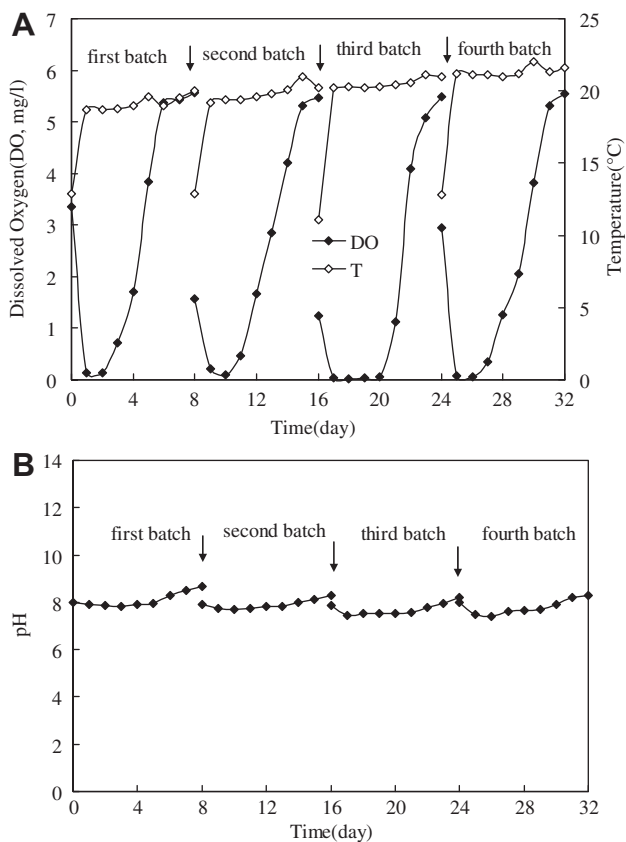 A
Dissolved Oxygen(DO, mg/l)
7
6
5
4
3
2
1
0
first batch
second batch
third batch
fourth batch
DO
T
25
20
15
10
5
0
Temperature(°C)
0 4 8 12 16 20 24 28 32
Time(day)
B
pH
14
12
10
8
6
4
2
0
first batch
second batch
third batch
fourth batch
0 4 8 12 16 20 24 28 32
Time(day)